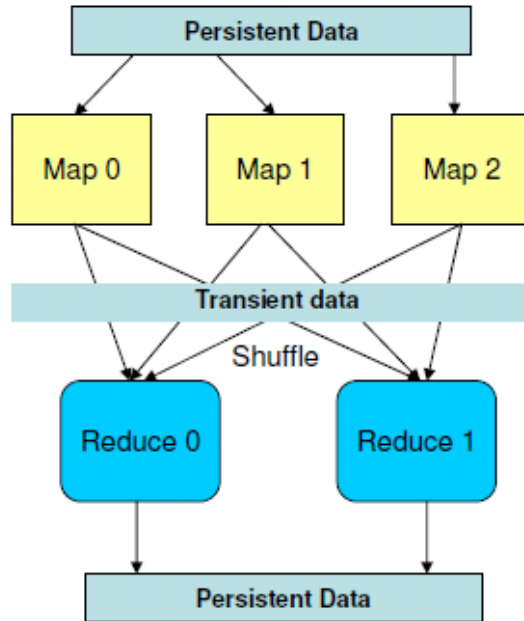 Persistent Data
Map 0
Map 1
Map 2
Transient data
Shuffle
Reduce 0
Reduce 1
Persistent Data